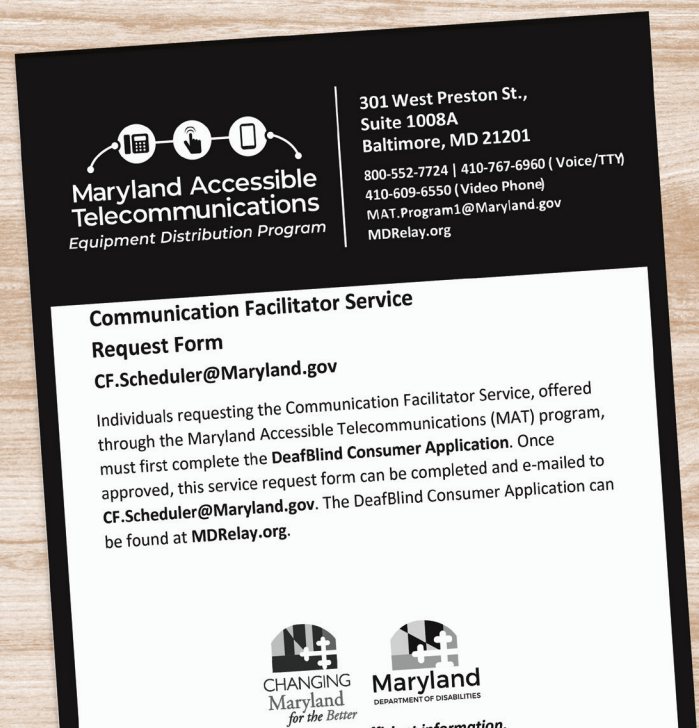 Maryland Accessible
Telecommunications
Equipment Distribution Program
301 West Preston St.,
Suite 1008A
Baltimore, MD 21201
800-552-7724 | 410-767-6960 ( Voice/TTY)
410-609-6550 (Video Phone)
MAT.Program1@Maryland.gov
MDRelay.org
Communication Facilitator Service
Request Form
CF.Scheduler@Maryland.gov
Individuals requesting the Communication Facilitator Service, offered
through the Maryland Accessible Telecommunications (MAT) program,
must first complete the DeafBlind Consumer Application. Once
approved, this service request form can be completed and e-mailed to
CF.Scheduler@Maryland.gov. The DeafBlind Consumer Application can
be found at MDRelay.org.
CHANGING
Maryland
for the Better
Maryland
DEPARTMENT OF DISABILITIES
information.